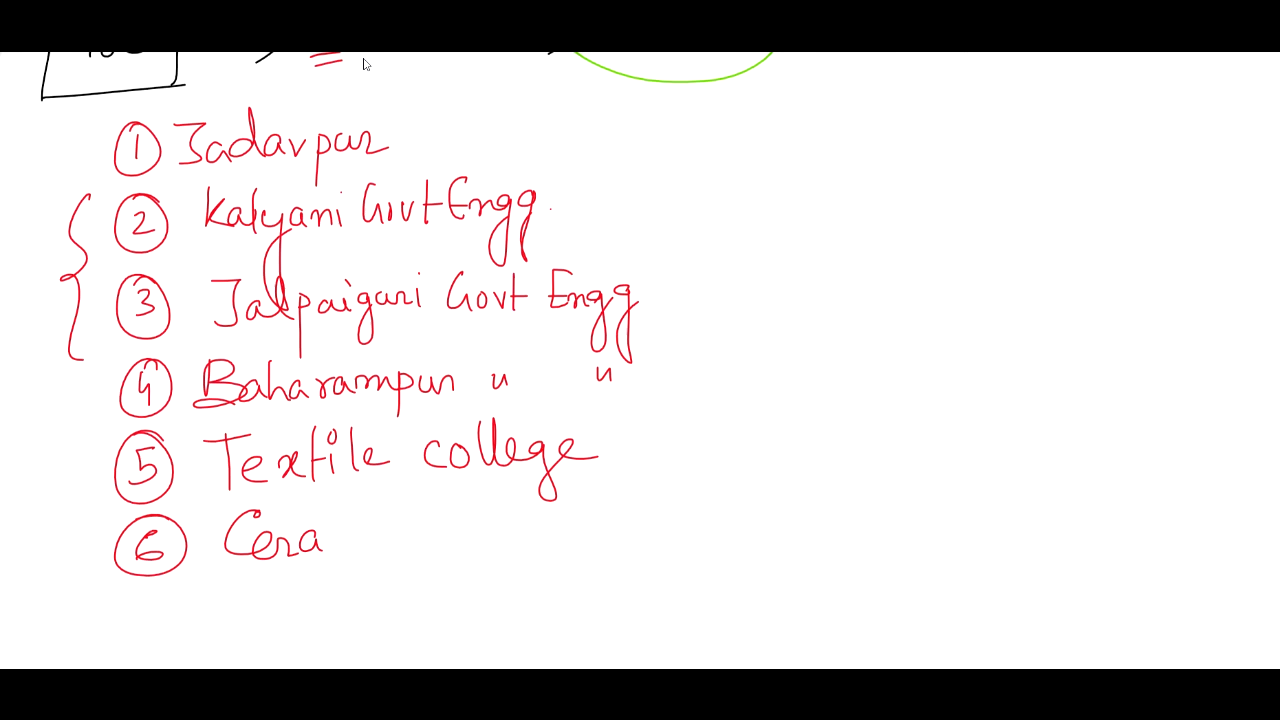 ① Jadavpur
② Kalyani Govt Engg.
③ Jalpaiguri Govt Engg
④ Baharampur " "
⑤ Textile college
⑥ Cera